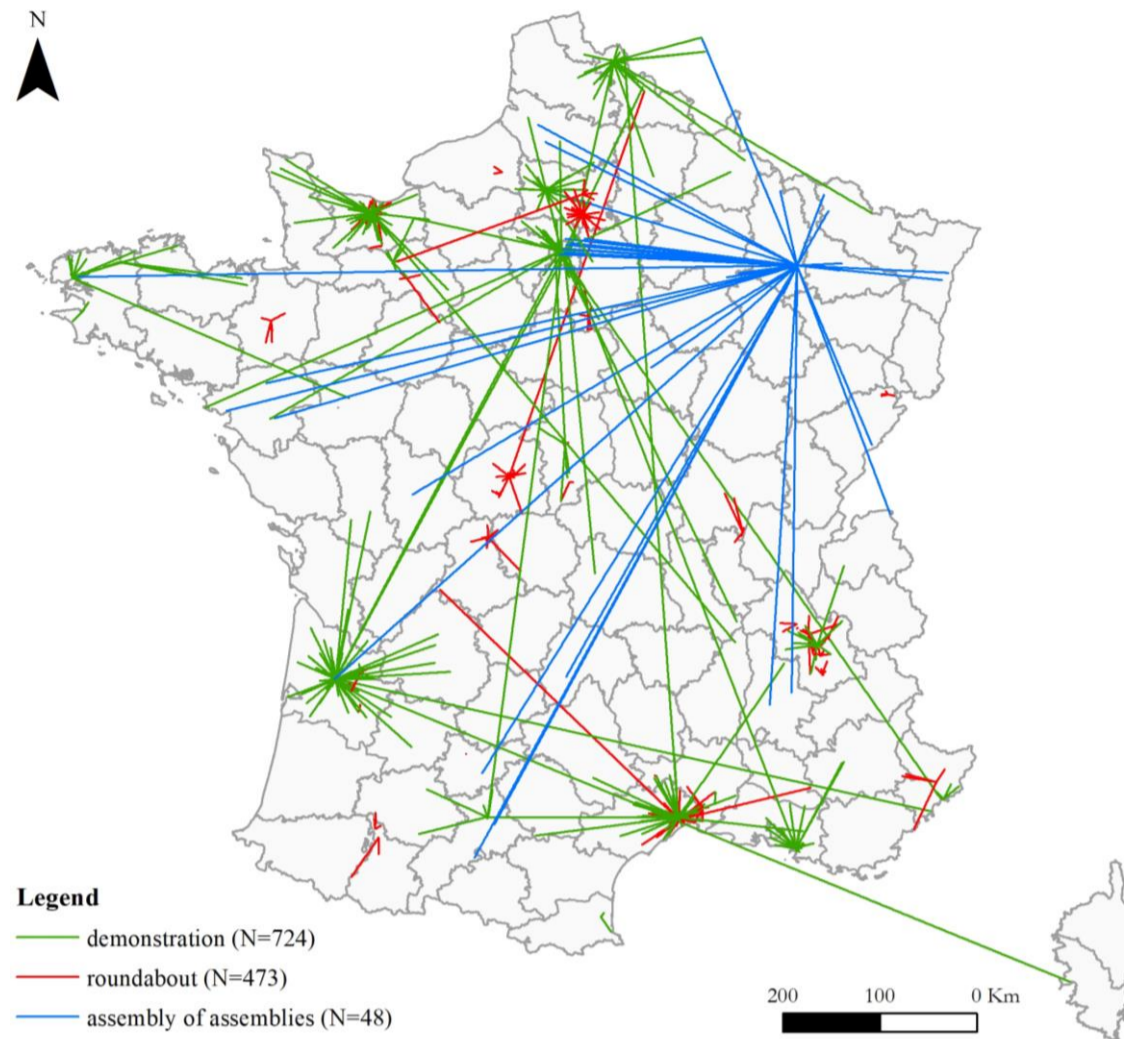 N
Legend
demonstration (N=724)
roundabout (N=473)
assembly of assemblies (N=48)
200 100 0 Km